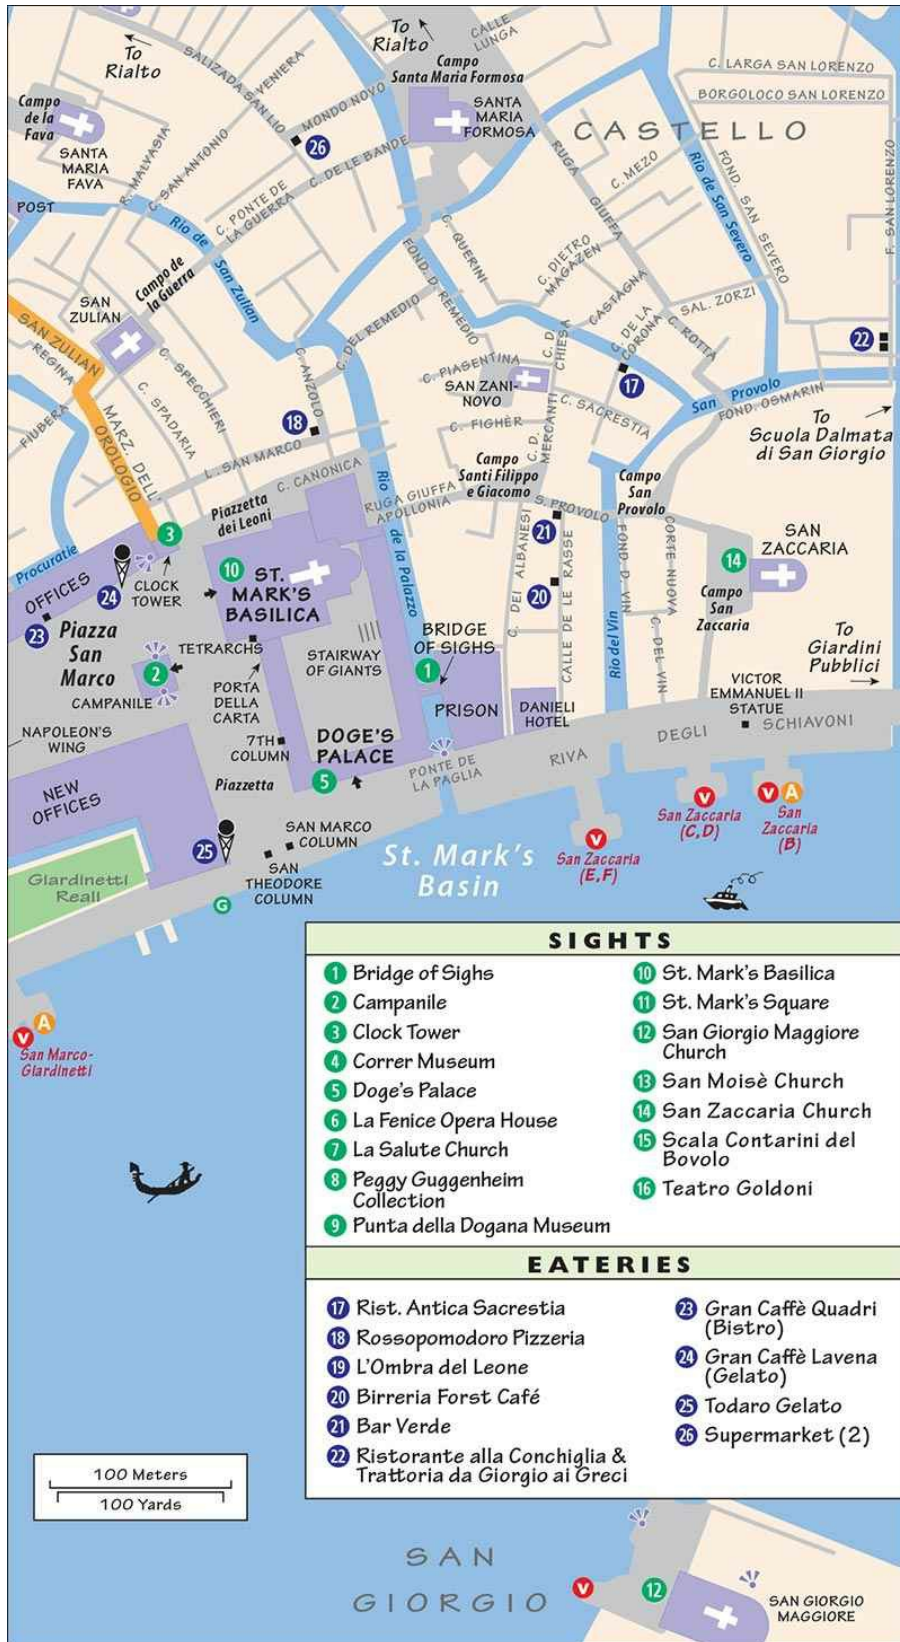 To
Rialto
SALIZADA SAN LIO
VENIERA
To
Rialto
CALLE
LUNGA
Campo
Santa Maria Formosa
C. LARGA SAN LORENZO
BORGOLOCO SAN LORENZO
Campo
de la
Fava
SANTA
MARIA
FAVA
MONDO NOVO
26
SANTA
MARIA
FORMOSA
CASTELLO
R. MALVASIA
C. SAN ANTONIO
C. DE LE BANDE
C. PONTE DE
LA GUERRA
RUGA GIUFFA
C. MEZO
Rio de San Severo
FOND. SAN SEVERO
F. SAN LORENZO
POST
Rio de
San Zulian
Campo de
la Guerra
FOND. D. REMEDIO
C. QUERINI
C. DIETRO
MAGAZEN
CASTAGNA
SAL. ZORZI
SAN
ZULIAN
SAN ZULIAN
REGINA
FIUBERA
C. SPECCHIERI
C. SPADARIA
MARZ. DELL'
OROLOGIO
C. ANZOLO
C. DEL REMEDIO
C. PIASENTINA
SAN ZANI-
NOVO
C. D.
CHIESA
C. DE LA
CORONA
C. ROTTA
22
17
San Provolo
FOND. OSMARIN
C. SACRESTIA
18
L. SAN MARCO
C. CANONICA
C. FIGHÈR
C. D.
MERCANTI
To
Scuola Dalmata
di San Giorgio
Campo
Santi Filippo
e Giacomo
Campo
San
Provolo
Piazzetta
dei Leoni
Rio
de la Palazzo
RUGA GIUFFA
APOLLONIA
S. PROVOLO
3
Procuratie
OFFICES
24
CLOCK
TOWER
10
ST.
MARK'S
BASILICA
21
20
C. DEI ALBANESI
CALLE DE LE RASSE
FOND D. VIN
Rio del Vin
CORTE NUOVA
C. DEL VIN
14
SAN
ZACCARIA
Campo
San
Zaccaria
23
Piazza
San
Marco
TETRARCHS
STAIRWAY
OF GIANTS
BRIDGE
OF SIGHS
1
To
Giardini
Pubblici
2
CAMPANILE
PORTA
DELLA
CARTA
PRISON
DANIELI
HOTEL
VICTOR
EMMANUEL II
STATUE
NAPOLEON'S
WING
7TH
COLUMN
DOGE'S
PALACE
5
PONTE DE
LA PAGLIA
RIVA DEGLI SCHIAVONI
NEW
OFFICES
Piazzetta
V
V
V
A
San Zaccaria
(C,D)
San
Zaccaria
(B)
25
SAN MARCO
COLUMN
SAN
THEODORE
COLUMN
St. Mark's
Basin
San Zaccaria
(E,F)
Giardinetti
Reali
G
V
A
San Marco-
Giardinetti
SIGHTS
1 Bridge of Sighs
2 Campanile
3 Clock Tower
4 Correr Museum
5 Doge's Palace
6 La Fenice Opera House
7 La Salute Church
8 Peggy Guggenheim
Collection
9 Punta della Dogana Museum
10 St. Mark's Basilica
11 St. Mark's Square
12 San Giorgio Maggiore
Church
13 San Moisè Church
14 San Zaccaria Church
15 Scala Contarini del
Bovolo
16 Teatro Goldoni
EATERIES
17 Rist. Antica Sacrestia
18 Rossopomodoro Pizzeria
19 L'Ombra del Leone
20 Birreria Forst Café
21 Bar Verde
22 Ristorante alla Conchiglia &
Trattoria da Giorgio ai Greci
23 Gran Caffè Quadri
(Bistro)
24 Gran Caffè Lavena
(Gelato)
25 Todaro Gelato
26 Supermarket (2)
100 Meters
100 Yards
SAN
GIORGIO
V
12
SAN GIORGIO
MAGGIORE